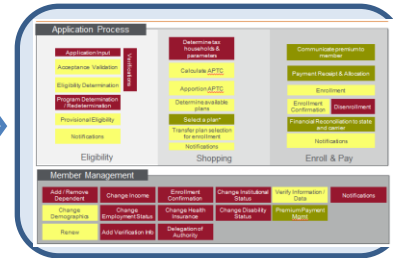 Application Process
Application Input
Verifications
Acceptance Validation
Eligibility Determination
Program Determination
/ Redetermination
Provisional Eligibility
Notifications
Eligibility
Determine tax
households &
parameters
Calculate APTC
Apportion APTC
Determine available
plans
Select a plan*
Transfer plan selection
for enrollment
Notifications
Shopping
Communicate premium to
member
Payment Receipt & Allocation
Enrollment
Enrollment
Confirmation
Disenrollment
Financial Reconciliation to state
and carrier
Notifications
Enroll & Pay
Member Management
Add / Remove
Dependent
Change Income
Enrollment
Confirmation
Change Institutional
Status
Verify Information /
Data
Notifications
Change
Demographics
Change
Employment Status
Change Health
Insurance
Change Disability
Status
Premium Payment
Mgmt
Renew
Add Verification Info
Delegation of
Authority